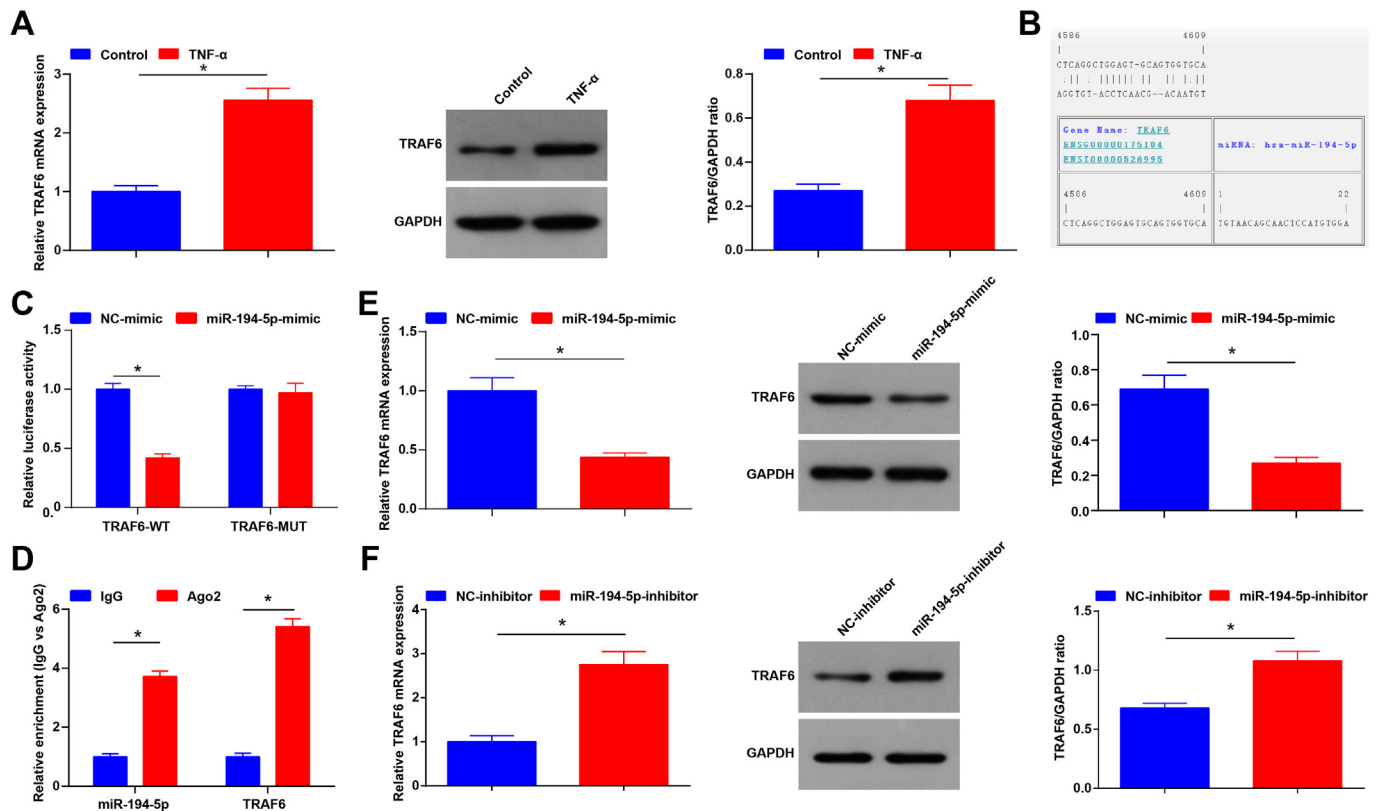 A
Control TNF-α
*
Relative TRAF6 mRNA expression
3
2
1
0
Control
TNF-α
TRAF6
GAPDH
Control TNF-α
*
TRAF6/GAPDH ratio
0.8
0.6
0.4
0.2
0.0
B
4586 4609
CTCAGGCTGGAGT-GCAGTGGTGCA
AGGTGT-ACCTCAACG--ACAATGT
Gene Name: TRAF6
ENSG00000175104
ENST00000526995
miRNA: hsa-miR-194-5p
4586 4609
CTCAGGCTGGAGTGCAGTGGTGCA
1 22
TGTAACAGCAACTCCATGTGGA
C
NC-mimic miR-194-5p-mimic
*
Relative luciferase activity
1.5
1.0
0.5
0.0
0.
TRAF6-WT TRAF6-MUT
E
NC-mimic miR-194-5p-mimic
*
Relative TRAF6 mRNA expression
1.5
1.0
0.5
0.0
NC-mimic
miR-194-5p-mimic
TRAF6
GAPDH
NC-mimic miR-194-5p-mimic
*
TRAF6/GAPDH ratio
1.0
0.8
0.6
0.4
0.2
0.0
D
IgG Ago2
*
*
Relative enrichment (IgG vs Ago2)
6
4
2
0
miR-194-5p TRAF6
F
NC-inhibitor miR-194-5p-inhibitor
*
Relative TRAF6 mRNA expression
4
3
2
1
0
NC-inhibitor
miR-194-5p-inhibitor
TRAF6
GAPDH
NC-inhibitor miR-194-5p-inhibitor
*
TRAF6/GAPDH ratio
1.5
1.0
0.5
0.0